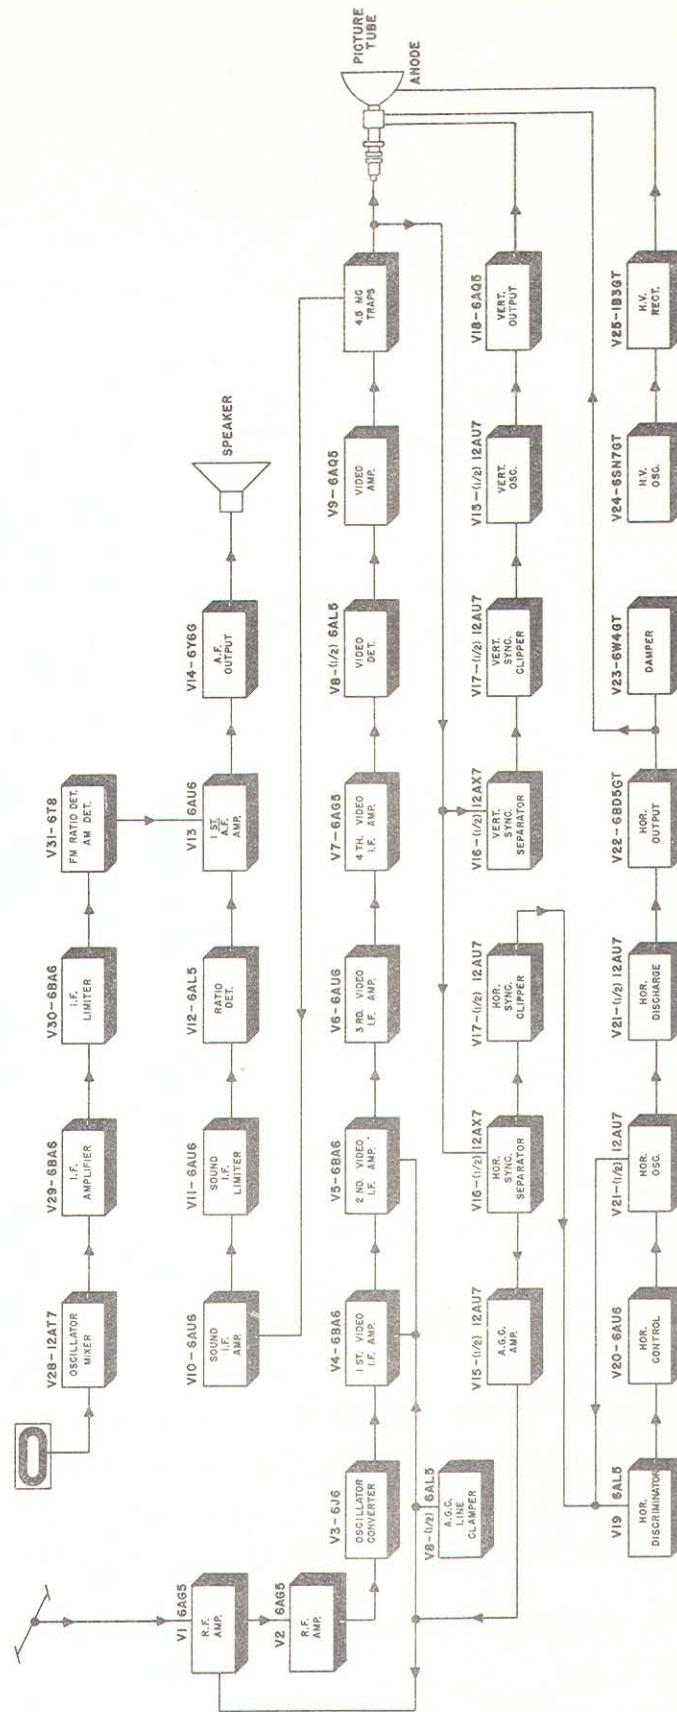 V28-12AT7
OSCILLATOR
MIXER
V29-6BA6
I.F.
AMPLIFIER
V30-6BA6
I.F.
LIMITER
V31-6T8
FM RATIO DET.
AM DET.
V10-6AU6
SOUND
I.F.
AMP.
V11-6AU6
SOUND
I.F.
LIMITER
V12-6AL5
RATIO
DET.
V13 6AU6
1 ST.
A.F.
AMP.
V14-6Y6G
A.F.
OUTPUT
SPEAKER
V1 6AG5
R.F.
AMP.
V2 6AG5
R.F.
AMP.
V3-6J6
OSCILLATOR
CONVERTER
V4-6BA6
1 ST. VIDEO
I.F. AMP.
V5-6BA6
2 ND. VIDEO
I.F. AMP.
V6-6AU6
3 RD. VIDEO
I.F. AMP.
V7-6AG5
4 TH. VIDEO
I.F. AMP.
V8-(1/2) 6AL5
VIDEO
DET.
V9-6AQ5
VIDEO
AMP.
4.5 MC
TRAPS
PICTURE
TUBE
ANODE
V8-(1/2) 6AL5
A.G.C.
LINE
CLAMPER
V15-(1/2) 12AU7
A.G.C.
AMP.
V16-(1/2) 12AX7
HOR.
SYNC.
SEPARATOR
V17-(1/2) 12AU7
HOR.
SYNC.
CLIPPER
V16-(1/2) 12AX7
VERT.
SYNC.
SEPARATOR
V17-(1/2) 12AU7
VERT.
SYNC.
CLIPPER
V15-(1/2) 12AU7
VERT.
OSC.
V18-6AQ5
VERT.
OUTPUT
V19 6AL5
HOR.
DISCRIMINATOR
V20-6AU6
HOR.
CONTROL
V21-(1/2) 12AU7
HOR.
OSC.
V21-(1/2) 12AU7
HOR.
DISCHARGE
V22-6BD5GT
HOR.
OUTPUT
V23-6W4GT
DAMPER
V24-6SN7GT
H.V.
OSC.
V25-1B3GT
H.V.
RECT.